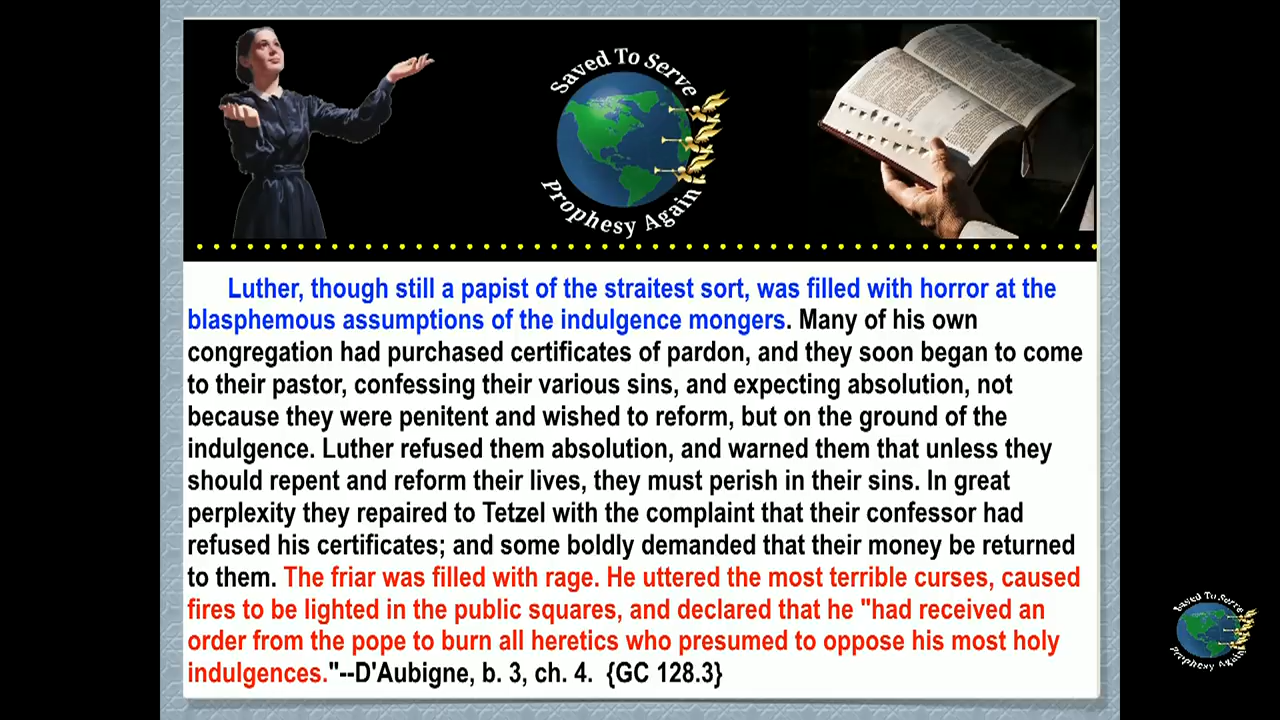 Saved To Serve
Prophesy Again
Luther, though still a papist of the straitest sort, was filled with horror at the
blasphemous assumptions of the indulgence mongers. Many of his own
congregation had purchased certificates of pardon, and they soon began to come
to their pastor, confessing their various sins, and expecting absolution, not
because they were penitent and wished to reform, but on the ground of the
indulgence. Luther refused them absolution, and warned them that unless they
should repent and reform their lives, they must perish in their sins. In great
perplexity they repaired to Tetzel with the complaint that their confessor had
refused his certificates; and some boldly demanded that their money be returned
to them. The friar was filled with rage. He uttered the most terrible curses, caused
fires to be lighted in the public squares, and declared that he "had received an
order from the pope to burn all heretics who presumed to oppose his most holy
indulgences."--D'Aubigne, b. 3, ch. 4. {GC 128.3}
Saved To Serve
Prophesy Again